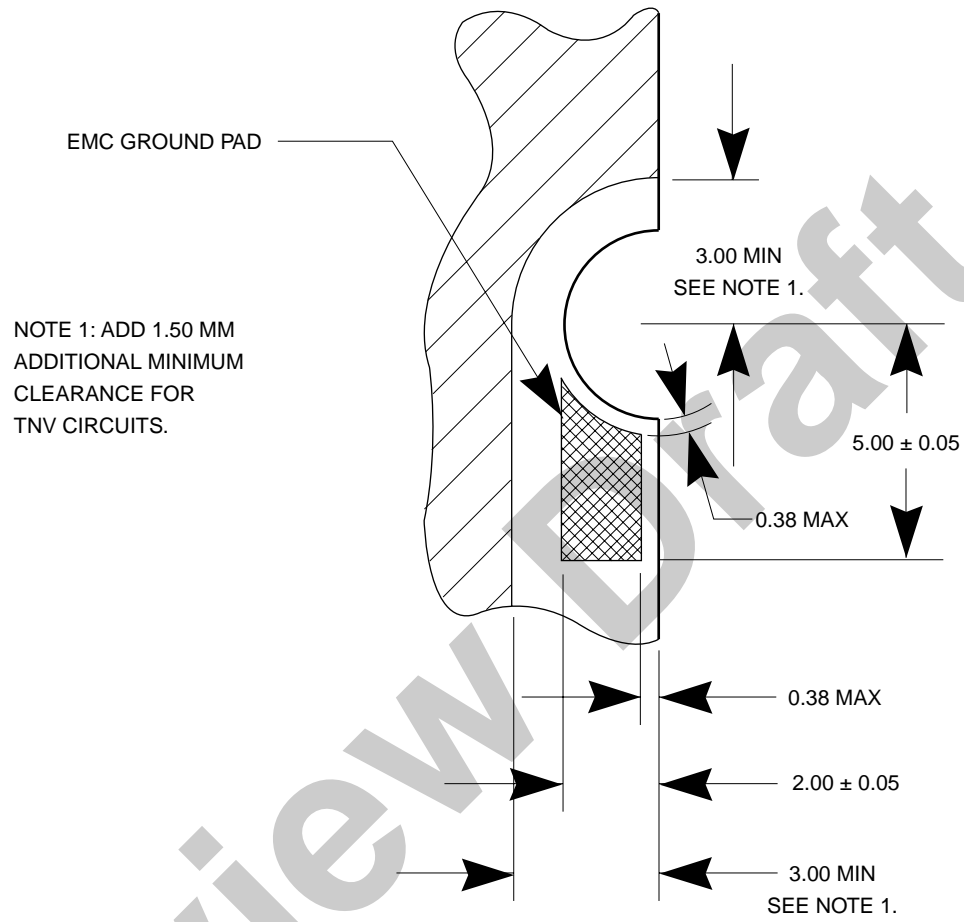 EMC GROUND PAD
3.00 MIN
SEE NOTE 1.
NOTE 1: ADD 1.50 MM
ADDITIONAL MINIMUM
CLEARANCE FOR
TNV CIRCUITS.
5.00 ± 0.05
0.38 MAX
0.38 MAX
2.00 ± 0.05
3.00 MIN
SEE NOTE 1.
view Draft